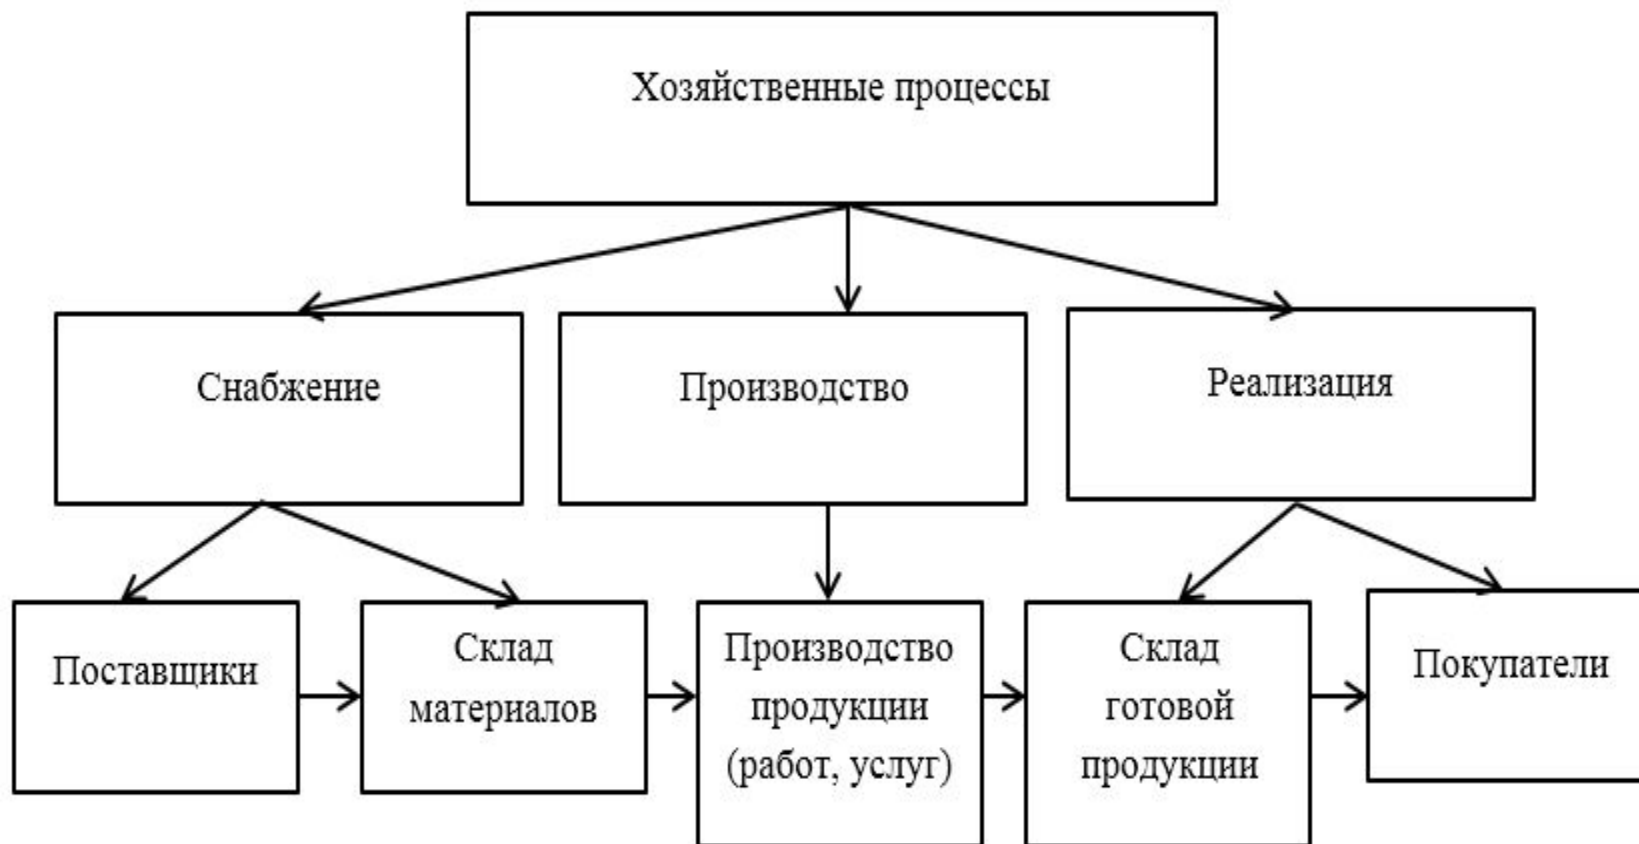 Хозяйственные процессы
Снабжение
Производство
Реализация
Поставщики
Склад
материалов
Производство
продукции
(работ, услуг)
Склад
готовой
продукции
Покупатели